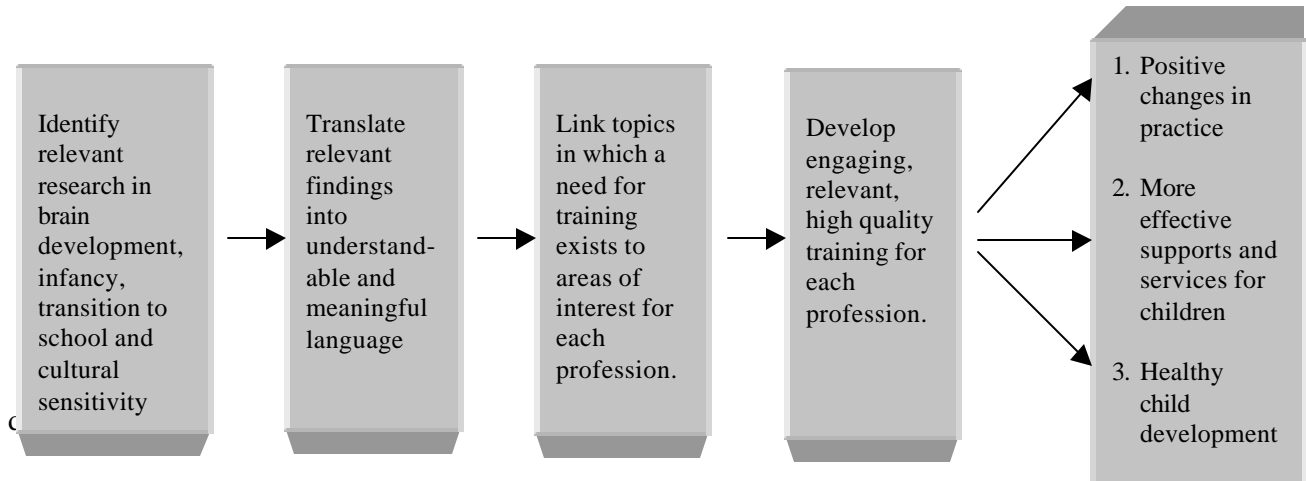 Identify
relevant
research in
brain
development,
infancy,
transition to
school and
cultural
sensitivity
Translate
relevant
findings
into
understand-
able and
meaningful
language
Link topics
in which a
need for
training
exists to
areas of
interest for
each
profession.
Develop
engaging,
relevant,
high quality
training for
each
profession.
1. Positive
changes in
practice
2. More
effective
supports and
services for
children
3. Healthy
child
development